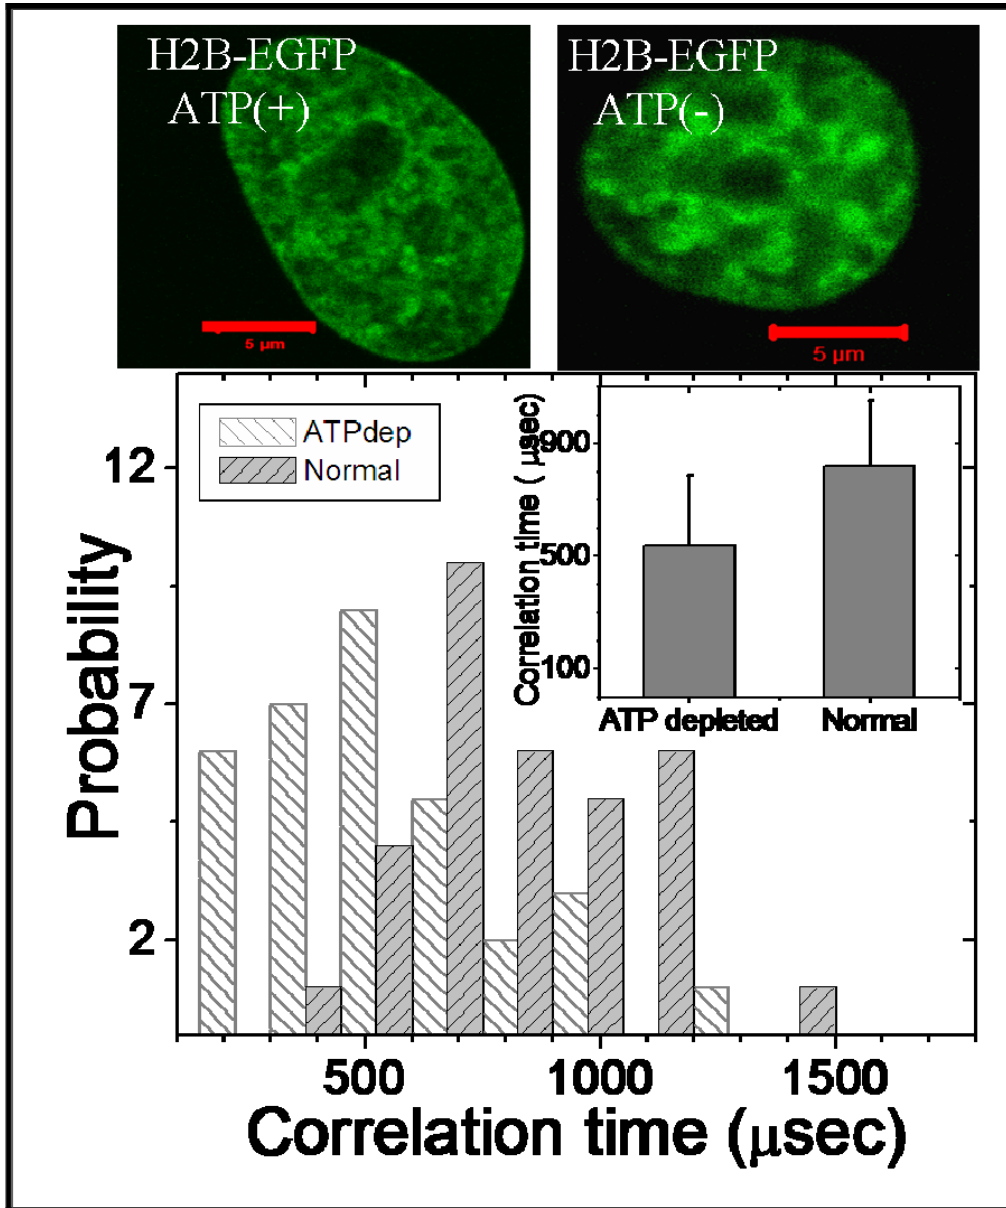 H2B-EGFP
ATP(+)
5 μm
H2B-EGFP
ATP(-)
5 μm
Probability
12
7
2
ATPdep
Normal
Correlation time ( μsec)
900
500
100
ATP depleted
Normal
500
1000
1500
Correlation time (μsec)